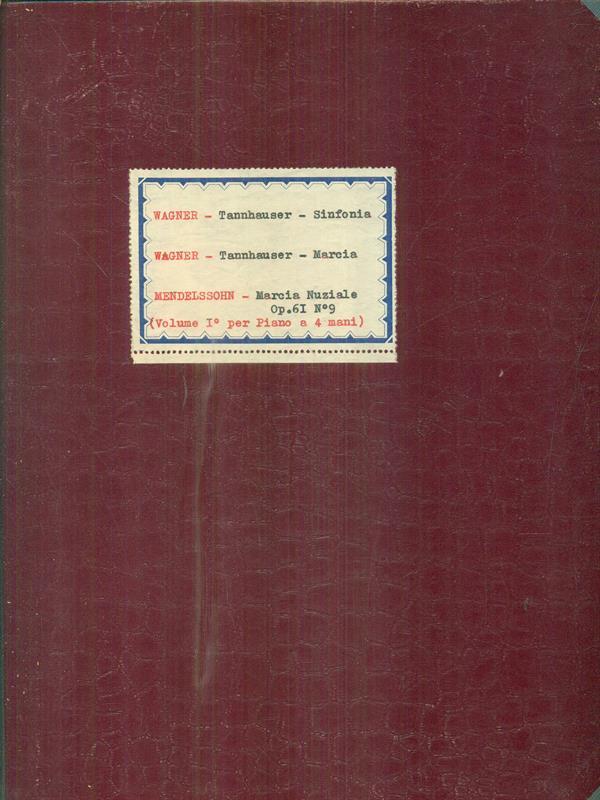 WAGNER - Tannhauser - Sinfonia
WAGNER - Tannhauser - Marcia
MENDELSSOHN - Marcia Nuziale
Op.6I N°9
(Volume I° per Piano a 4 mani)